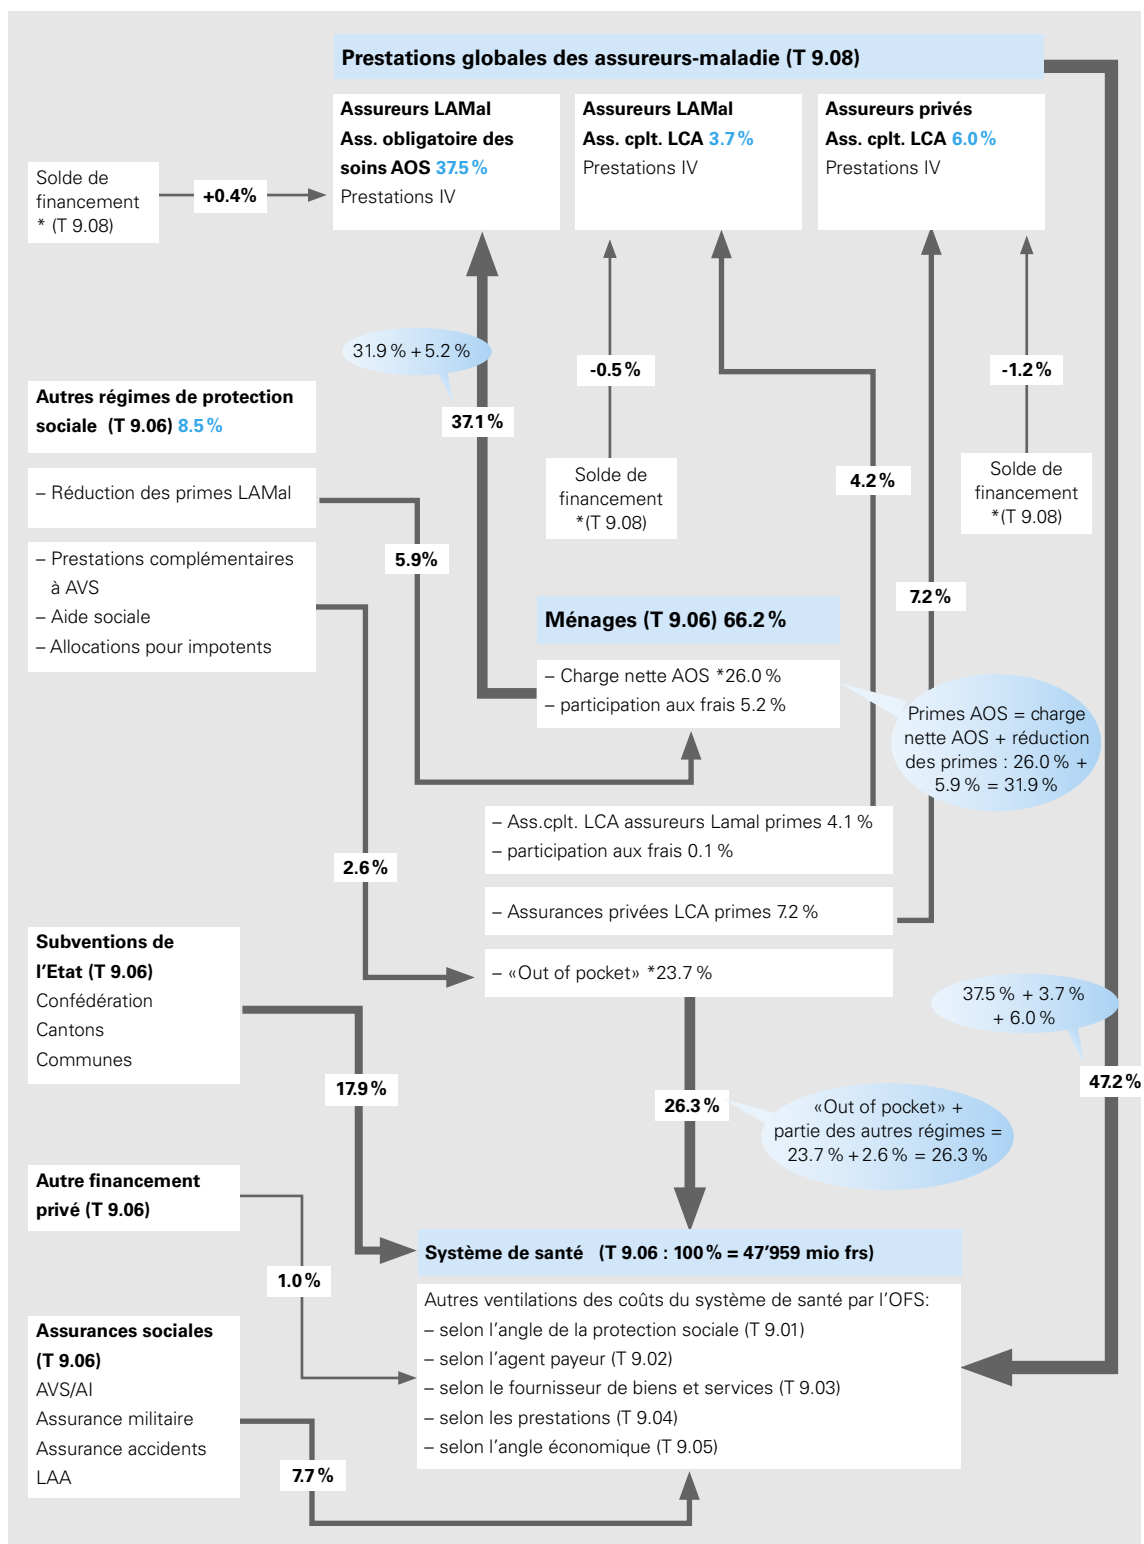 Prestations globales des assureurs-maladie (T 9.08)
Assureurs LAMal
Ass. obligatoire des
soins AOS 37.5 %
Prestations IV
Assureurs LAMal
Ass. cplt. LCA 3.7 %
Prestations IV
Assureurs privés
Ass. cplt. LCA 6.0 %
Prestations IV
Solde de
financement
* (T 9.08)
+0.4%
31.9 % + 5.2 %
37.1 %
-0.5 %
-1.2 %
Autres régimes de protection
sociale (T 9.06) 8.5 %
– Réduction des primes LAMal
– Prestations complémentaires
à AVS
– Aide sociale
– Allocations pour impotents
5.9%
Solde de
financement
*(T 9.08)
4.2 %
Solde de
financement
*(T 9.08)
7.2 %
Ménages (T 9.06) 66.2 %
– Charge nette AOS *26.0 %
– participation aux frais 5.2 %
Primes AOS = charge
nette AOS + réduction
des primes : 26.0 % +
5.9 % = 31.9 %
– Ass.cplt. LCA assureurs Lamal primes 4.1 %
– participation aux frais 0.1 %
2.6 %
– Assurances privées LCA primes 7.2 %
– «Out of pocket» *23.7 %
Subventions de
l’Etat (T 9.06)
Confédération
Cantons
Communes
17.9 %
37.5 % + 3.7 %
+ 6.0 %
47.2 %
26.3 %
«Out of pocket» +
partie des autres régimes =
23.7 % + 2.6 % = 26.3 %
Autre financement
privé (T 9.06)
1.0 %
Système de santé (T 9.06 : 100 % = 47’959 mio frs)
Autres ventilations des coûts du système de santé par l’OFS:
– selon l’angle de la protection sociale (T 9.01)
– selon l’agent payeur (T 9.02)
– selon le fournisseur de biens et services (T 9.03)
– selon les prestations (T 9.04)
– selon l’angle économique (T 9.05)
Assurances sociales
(T 9.06)
AVS/AI
Assurance militaire
Assurance accidents
LAA
7.7 %